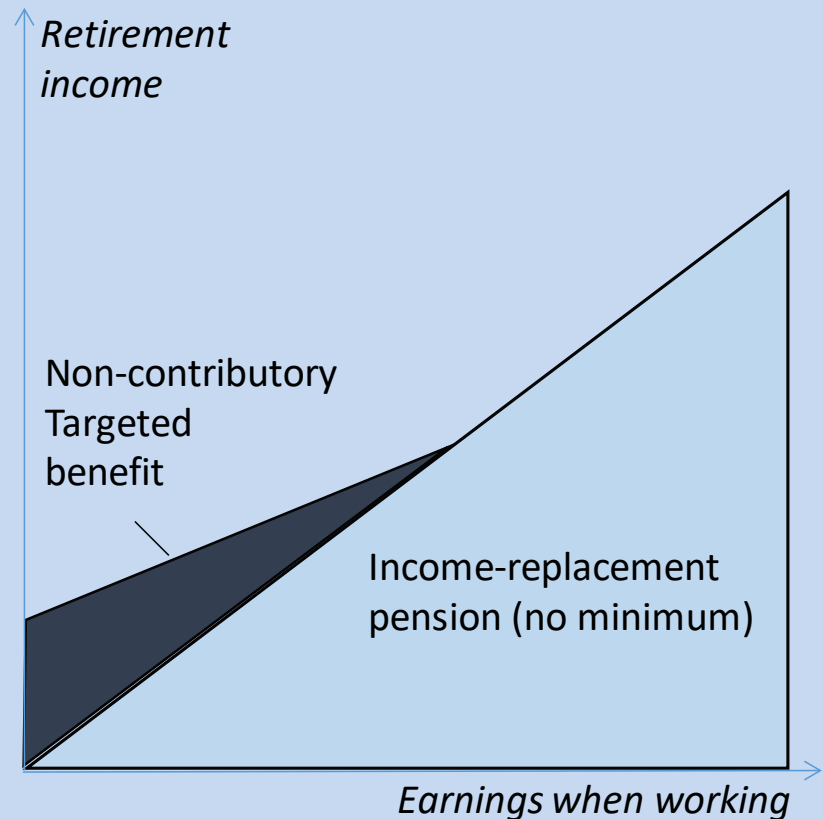 Retirement
income
Non-contributory
Targeted
benefit
Income-replacement
pension (no minimum)
Earnings when working